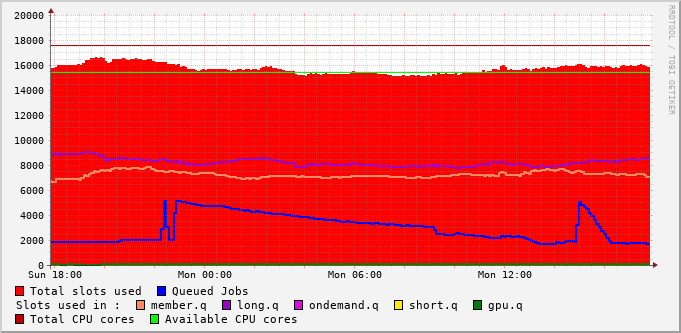 20000
18000
16000
14000
12000
10000
8000
6000
4000
2000
0
Sun 18:00 Mon 00:00 Mon 06:00 Mon 12:00
Total slots used Queued Jobs
Slots used in : member.q long.q ondemand.q short.q gpu.q
Total CPU cores Available CPU cores
RRDTOOL / TOBI OETIKER